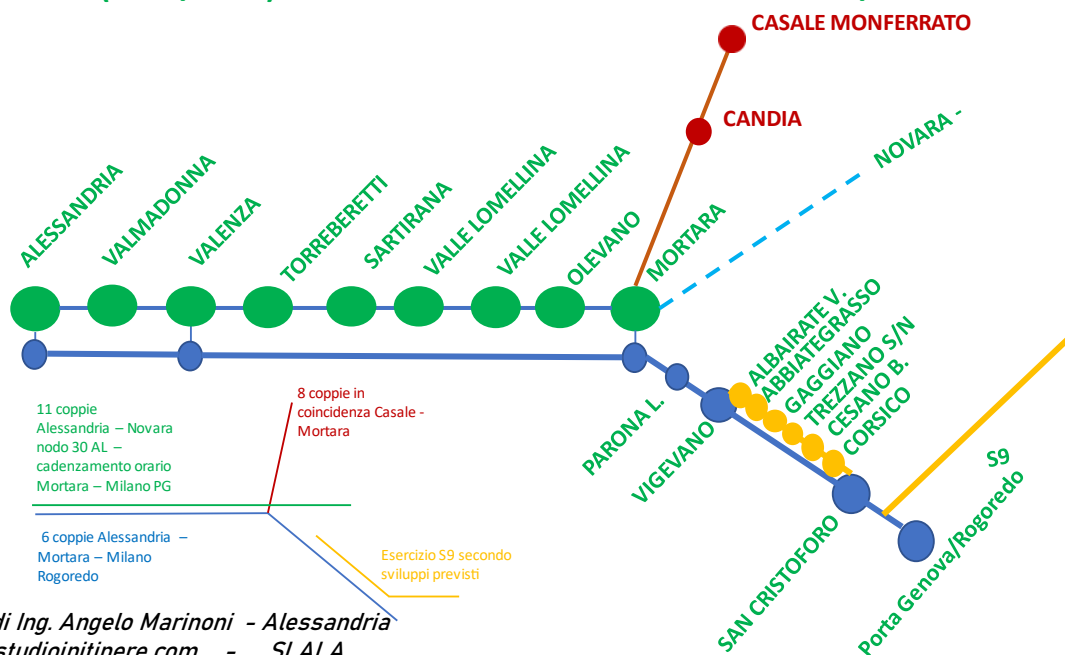 CASALE MONFERRATO
CANDIA
NOVARA -
ALESSANDRIA
VALMADONNA
VALENZA
TORREBERETTI
SARTIRANA
VALLE LOMELLINA
VALLE LOMELLINA
OLEVANO
MORTARA
PARONA L.
VIGEVANO
ALBAIRATE V.
ABBIATEGRASSO
GAGGIANO
TREZZANO S/N
CESANO B.
CORSICO
SAN CRISTOFORO
S9
Porta Genova/Rogoredo
11 coppie
Alessandria – Novara
nodo 30 AL –
cadenzamento orario
Mortara – Milano PG
8 coppie in
coincidenza Casale -
Mortara
6 coppie Alessandria –
Mortara – Milano
Rogoredo
Esercizio S9 secondo
sviluppi previsti
di Ing. Angelo Marinoni - Alessandria
studioinitinere.com - SLALA